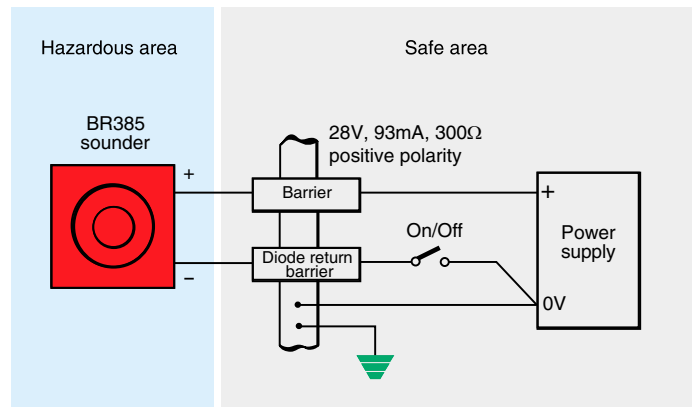 Hazardous area
Safe area
BR385
sounder
28V, 93mA, 300Ω
positive polarity
+
Barrier
+
On/Off
Power
supply
Diode return
barrier
−
0V